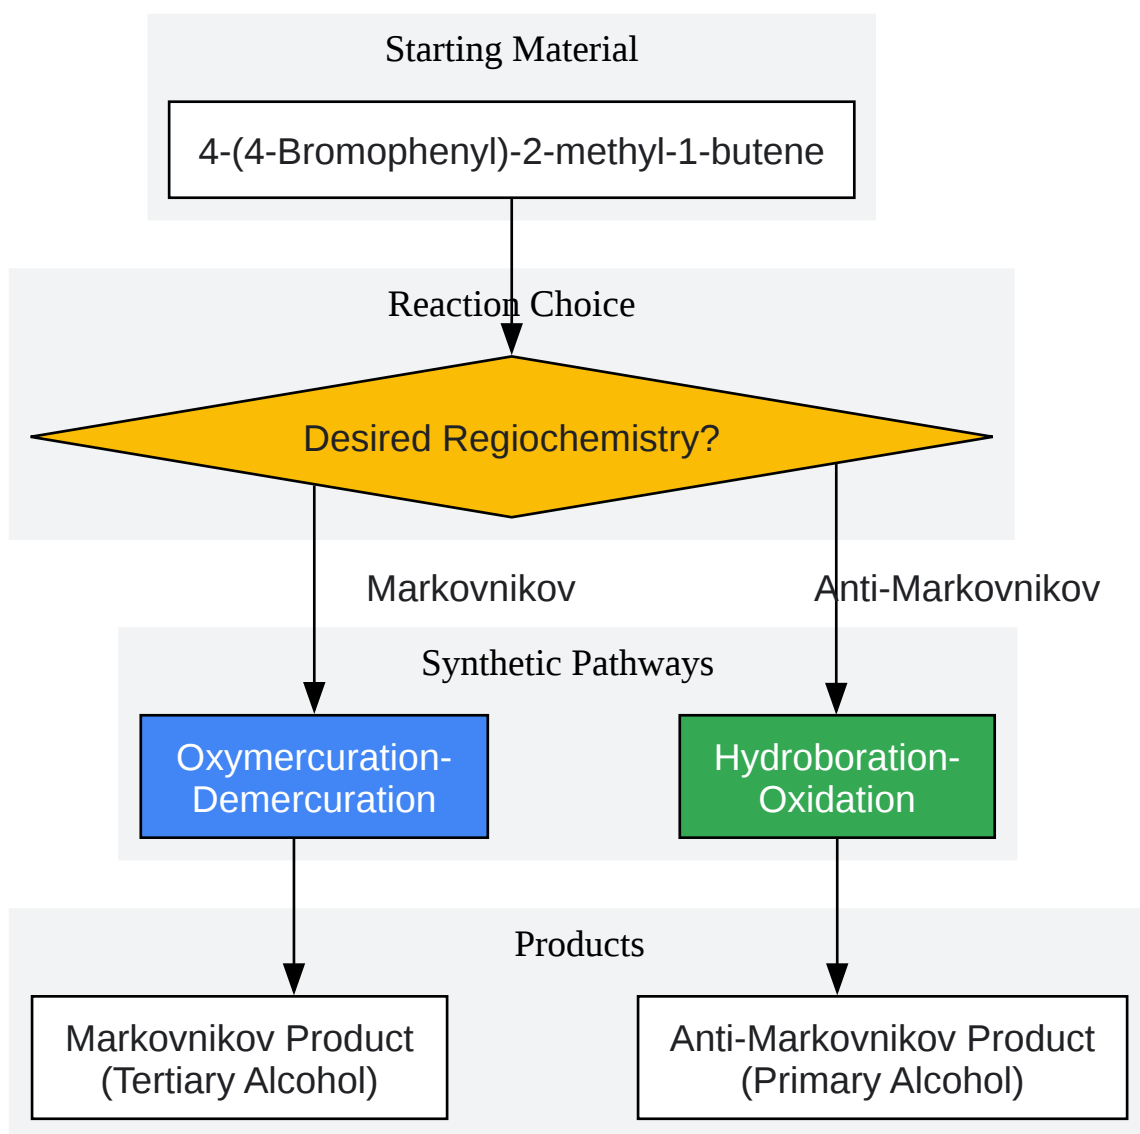 Starting Material
4-(4-Bromophenyl)-2-methyl-1-butene
Reaction Choice
Desired Regiochemistry?
Markovnikov
Anti-Markovnikov
Synthetic Pathways
Oxymercuration-
Demercuration
Hydroboration-
Oxidation
Products
Markovnikov Product
(Tertiary Alcohol)
Anti-Markovnikov Product
(Primary Alcohol)